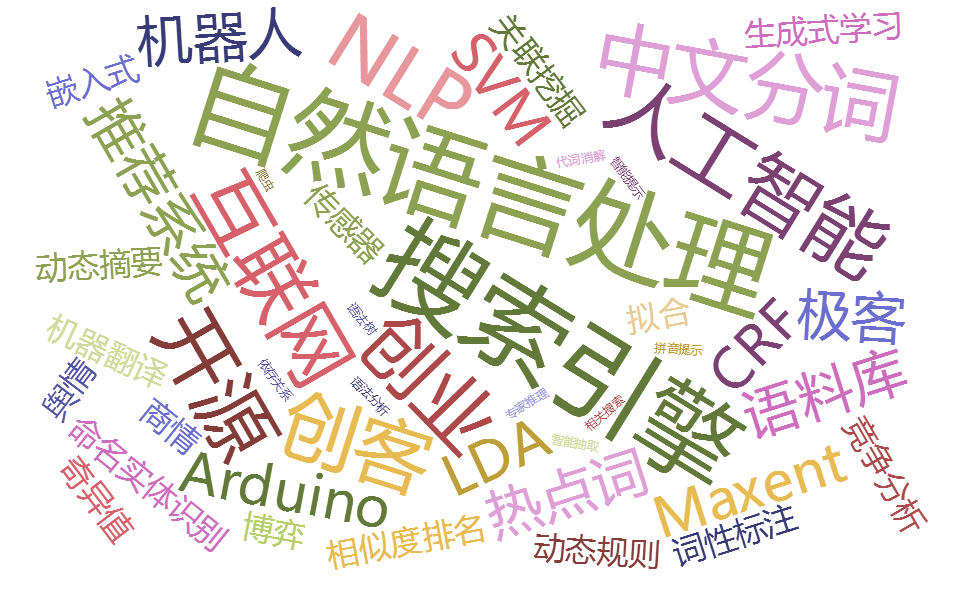 机器人
NLP
SVM
关联挖掘
中文分词
生成式学习
嵌入式
推荐系统
自然语言处理
人工智能
代词消解
智能提示
爬虫
互联网
传感器
搜索引擎
动态摘要
语法树
拟合
CRF
极客
开源
创业
拼音提示
机器翻译
依存关系
语法分析
舆情
商情
创客
专家推理
相关搜索
语料库
智能抽取
LDA
命名实体识别
奇异值
Arduino
热点词
Maxent
竞争分析
博弈
相似度排名
动态规则
词性标注